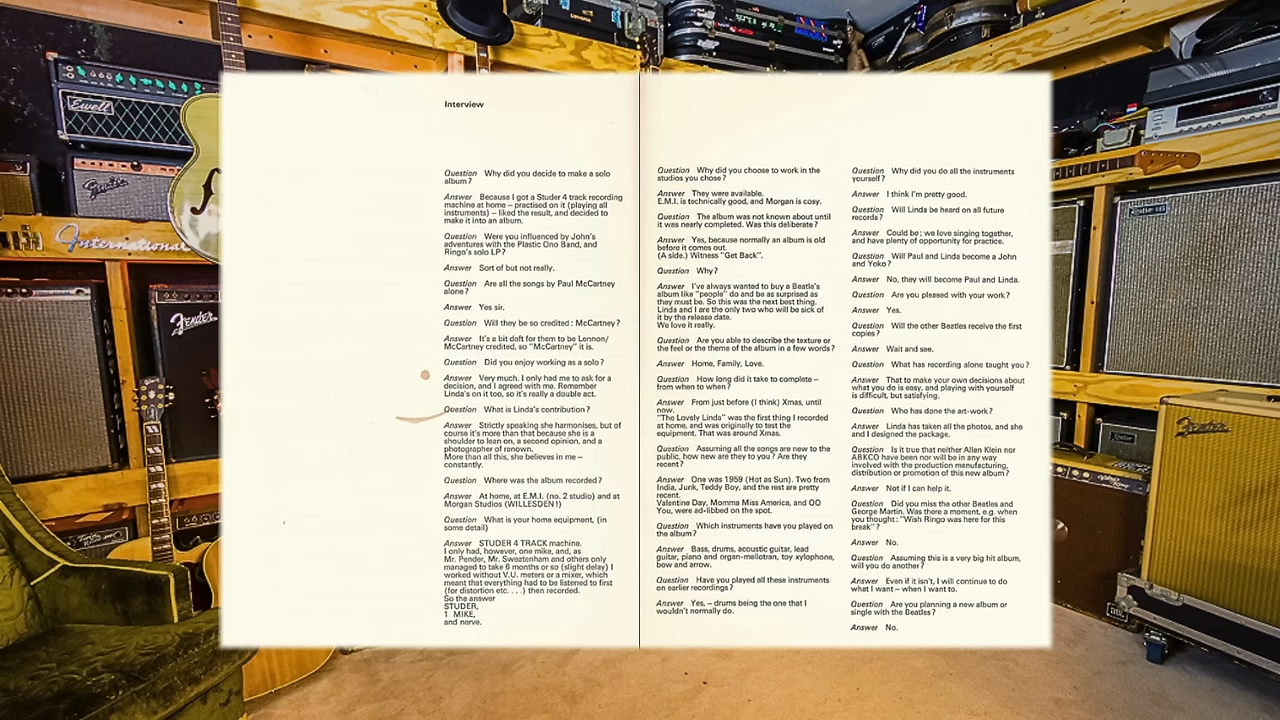 Interview
Question Why did you decide to make a solo
album?
Answer Because I got a Studer 4 track recording
machine at home – practised on it (playing all
instruments) – liked the result, and decided to
make it into an album.
Question Were you influenced by John's
adventures with the Plastic Ono Band, and
Ringo's solo LP?
Answer Sort of but not really.
Question Are all the songs by Paul McCartney
alone?
Answer Yes sir.
Question Will they be so credited: McCartney?
Answer It's a bit daft for them to be Lennon/
McCartney credited, so "McCartney" it is.
Question Did you enjoy working as a solo?
Answer Very much. I only had me to ask for a
decision, and I agreed with me. Remember
Linda's on it too, so it's really a double act.
Question What is Linda's contribution?
Answer Strictly speaking she harmonises, but of
course it's more than that because she is a
shoulder to lean on, a second opinion, and a
photographer of renown.
More than all this, she believes in me –
constantly.
Question Where was the album recorded?
Answer At home, at E.M.I. (no. 2 studio) and at
Morgan Studios (WILLESDEN!)
Question What is your home equipment, (in
some detail)
Answer STUDER 4 TRACK machine.
I only had, however, one mike, and, as
Mr. Pender, Mr. Sweatenham and others only
managed to take 6 months or so (slight delay) I
worked without V.U. meters or a mixer, which
meant that everything had to be listened to first
(for distortion etc. . . .) then recorded.
So the answer
STUDER,
1 MIKE,
and nerve.
Question Why did you choose to work in the
studios you chose?
Answer They were available.
E.M.I. is technically good, and Morgan is cosy.
Question The album was not known about until
it was nearly completed. Was this deliberate?
Answer Yes, because normally an album is old
before it comes out.
(A side.) Witness "Get Back".
Question Why?
Answer I've always wanted to buy a Beatle's
album like "people" do and be as surprised as
they must be. So this was the next best thing.
Linda and I are the only two who will be sick of
it by the release date.
We love it really.
Question Are you able to describe the texture or
the feel or the theme of the album in a few words?
Answer Home, Family, Love.
Question How long did it take to complete –
from when to when?
Answer From just before (I think) Xmas, until
now.
"The Lovely Linda" was the first thing I recorded
at home, and was originally to test the
equipment. That was around Xmas.
Question Assuming all the songs are new to the
public, how new are they to you? Are they
recent?
Answer One was 1959 (Hot as Sun). Two from
India, Junk, Teddy Boy, and the rest are pretty
recent.
Valentine Day, Momma Miss America, and OO
You, were ad-libbed on the spot.
Question Which instruments have you played on
the album?
Answer Bass, drums, acoustic guitar, lead
guitar, piano and organ-mellotran, toy xylophone,
bow and arrow.
Question Have you played all these instruments
on earlier recordings?
Answer Yes, – drums being the one that I
wouldn't normally do.
Question Why did you do all the instruments
yourself?
Answer I think I'm pretty good.
Question Will Linda be heard on all future
records?
Answer Could be; we love singing together,
and have plenty of opportunity for practice.
Question Will Paul and Linda become a John
and Yoko?
Answer No, they will become Paul and Linda.
Question Are you pleased with your work?
Answer Yes.
Question Will the other Beatles receive the first
copies?
Answer Wait and see.
Question What has recording alone taught you?
Answer That to make your own decisions about
what you do is easy, and playing with yourself
is difficult, but satisfying.
Question Who has done the art-work?
Answer Linda has taken all the photos, and she
and I designed the package.
Question Is it true that neither Allen Klein nor
ABKCO have been nor will be in any way
involved with the production manufacturing,
distribution or promotion of this new album?
Answer Not if I can help it.
Question Did you miss the other Beatles and
George Martin. Was there a moment, e.g. when
you thought: "Wish Ringo was here for this
break"?
Answer No.
Question Assuming this is a very big hit album,
will you do another?
Answer Even if it isn't, I will continue to do
what I want – when I want to.
Question Are you planning a new album or
single with the Beatles?
Answer No.
Ewell
Fender
International
Fender
Gibson
Fender